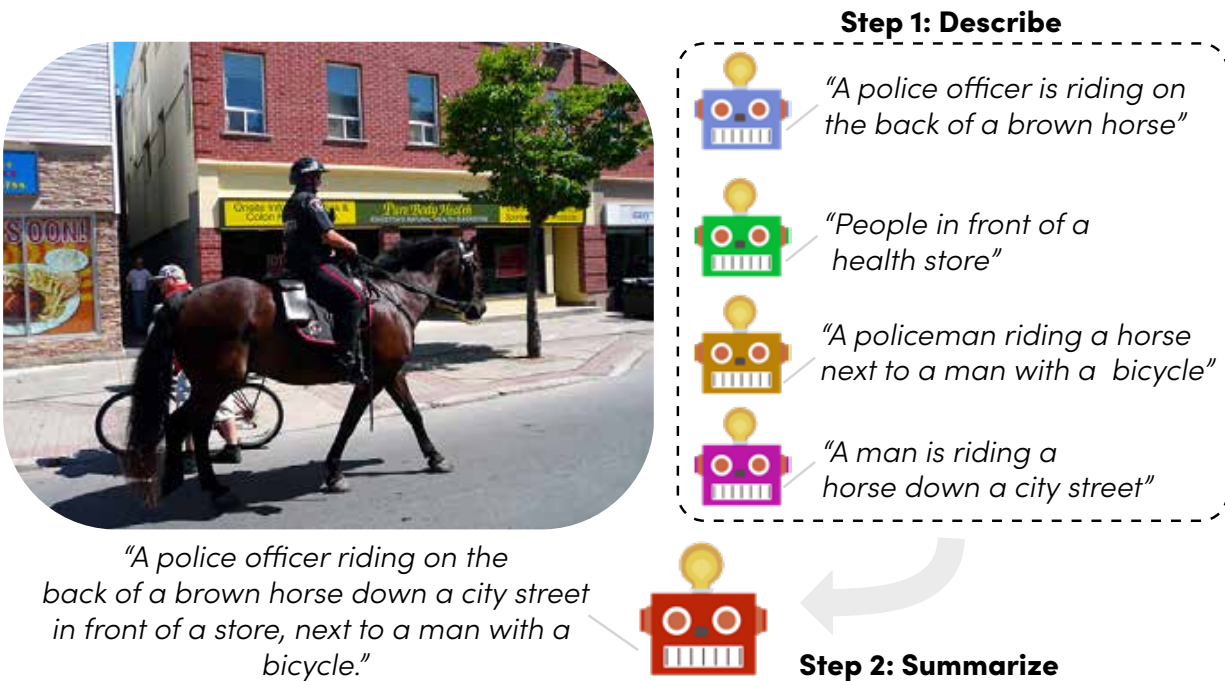 Step 1: Describe
“A police officer is riding on
the back of a brown horse”
“People in front of a
health store”
“A policeman riding a horse
next to a man with a bicycle”
“A man is riding a
horse down a city street”
SOON!
Colon
Pure Body Health
“A police officer riding on the
back of a brown horse down a city street
in front of a store, next to a man with a
bicycle.”
Step 2: Summarize